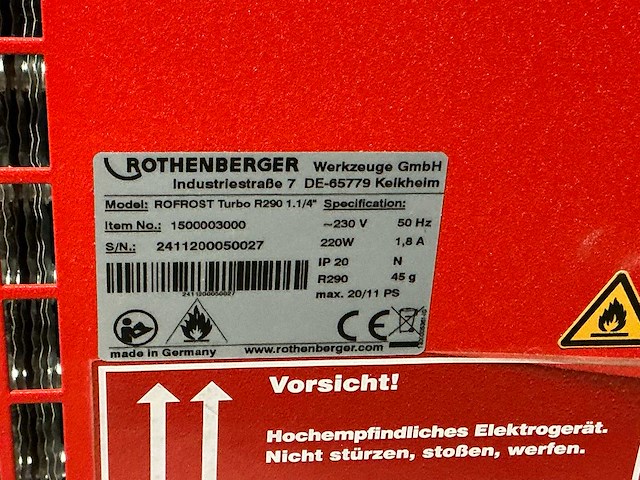 ROTHENBERGER Werkzeuge GmbH
Industriestraße 7 DE-65779 Kelkheim
Model: ROFROST Turbo R290 1.1/4" Specification:
Item No.: 1500003000 ~230 V 50 Hz
S/N.: 2411200050027 220W 1,8 A
IP 20 N
R290 45 g
2411200050027 max. 20/11 PS
CE
made in Germany www.rothenberger.com
Vorsicht!
Hochempfindliches Elektrogerät.
Nicht stürzen, stoßen, werfen.